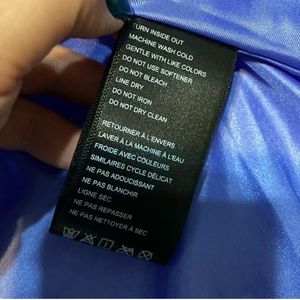 TURN INSIDE OUT
MACHINE WASH COLD
GENTLE WITH LIKE COLORS
DO NOT USE SOFTENER
DO NOT BLEACH
LINE DRY
DO NOT IRON
DO NOT DRY CLEAN
RETOURNER À L'ENVERS
LAVER À LA MACHINE À L'EAU
FROIDE AVEC COULEURS
SIMILAIRES CYCLE DÉLICAT
NE PAS ADOUCISSANT
NE PAS BLANCHIR
LIGNE SEC
NE PAS REPASSER
NE PAS NETTOYER À SEC